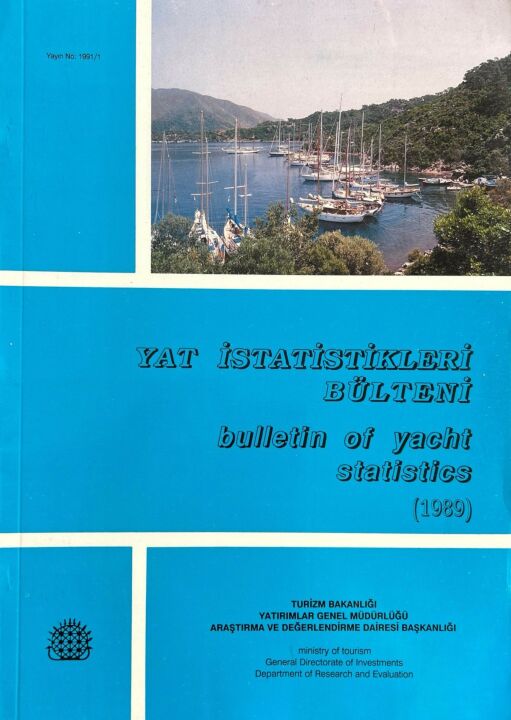 Yayın No: 1991/1
YAT İSTATİSTİKLERİ
BÜLTENİ
bulletin of yacht
statistics
(1989)
TURİZM BAKANLIĞI
YATIRIMLAR GENEL MÜDÜRLÜĞÜ
ARAŞTIRMA VE DEĞERLENDİRME DAİRESİ BAŞKANLIĞI
ministry of tourism
General Directorate of Investments
Department of Research and Evaluation